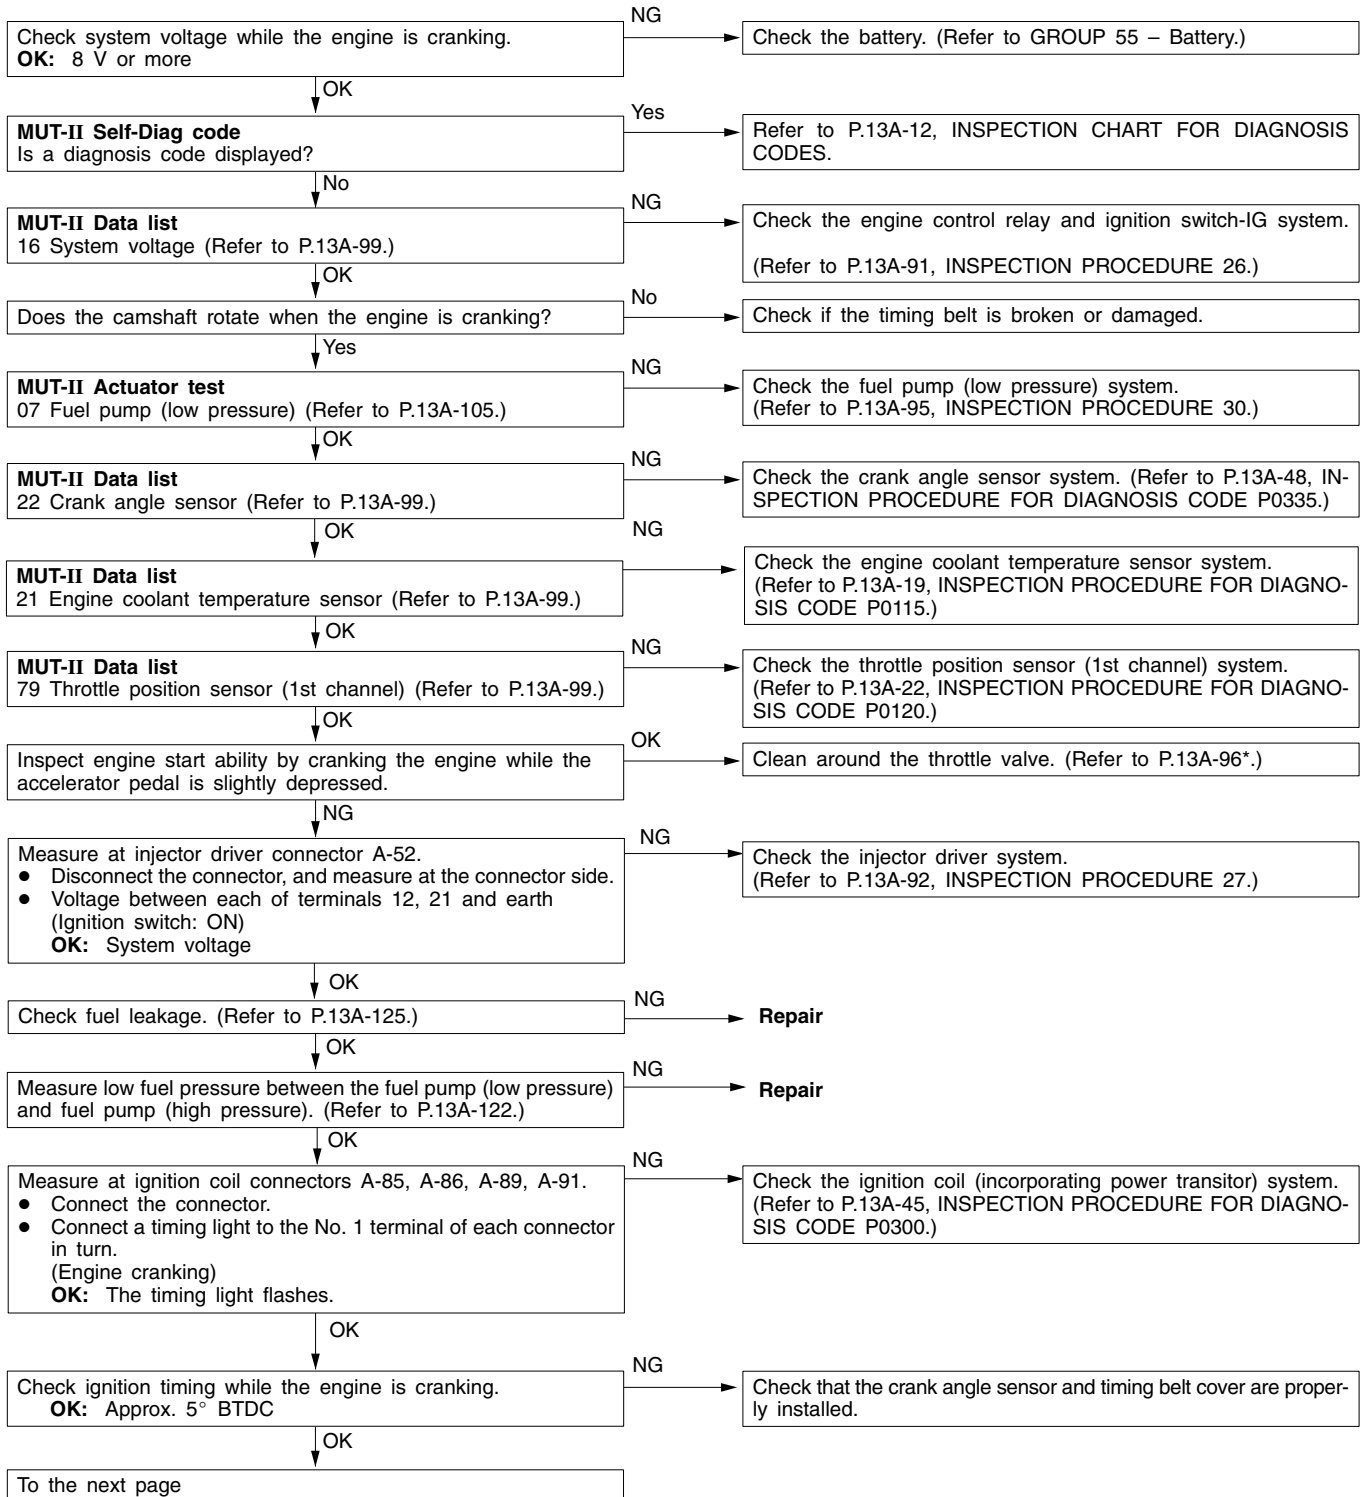 NG
Check system voltage while the engine is cranking.
OK: 8 V or more
Check the battery. (Refer to GROUP 55 – Battery.)
OK
MUT-II Self-Diag code
Is a diagnosis code displayed?
Yes
Refer to P.13A-12, INSPECTION CHART FOR DIAGNOSIS
CODES.
No
MUT-II Data list
16 System voltage (Refer to P.13A-99.)
NG
Check the engine control relay and ignition switch-IG system.
(Refer to P.13A-91, INSPECTION PROCEDURE 26.)
OK
Does the camshaft rotate when the engine is cranking?
No
Check if the timing belt is broken or damaged.
Yes
MUT-II Actuator test
07 Fuel pump (low pressure) (Refer to P.13A-105.)
NG
Check the fuel pump (low pressure) system.
(Refer to P.13A-95, INSPECTION PROCEDURE 30.)
OK
MUT-II Data list
22 Crank angle sensor (Refer to P.13A-99.)
NG
Check the crank angle sensor system. (Refer to P.13A-48, IN-
SPECTION PROCEDURE FOR DIAGNOSIS CODE P0335.)
OK
NG
MUT-II Data list
21 Engine coolant temperature sensor (Refer to P.13A-99.)
Check the engine coolant temperature sensor system.
(Refer to P.13A-19, INSPECTION PROCEDURE FOR DIAGNO-
SIS CODE P0115.)
OK
MUT-II Data list
79 Throttle position sensor (1st channel) (Refer to P.13A-99.)
NG
Check the throttle position sensor (1st channel) system.
(Refer to P.13A-22, INSPECTION PROCEDURE FOR DIAGNO-
SIS CODE P0120.)
OK
Inspect engine start ability by cranking the engine while the
accelerator pedal is slightly depressed.
OK
Clean around the throttle valve. (Refer to P.13A-96*.)
NG
Measure at injector driver connector A-52.
● Disconnect the connector, and measure at the connector side.
● Voltage between each of terminals 12, 21 and earth
(Ignition switch: ON)
OK: System voltage
NG
Check the injector driver system.
(Refer to P.13A-92, INSPECTION PROCEDURE 27.)
OK
Check fuel leakage. (Refer to P.13A-125.)
NG
Repair
OK
Measure low fuel pressure between the fuel pump (low pressure)
and fuel pump (high pressure). (Refer to P.13A-122.)
NG
Repair
OK
Measure at ignition coil connectors A-85, A-86, A-89, A-91.
● Connect the connector.
● Connect a timing light to the No. 1 terminal of each connector
in turn.
(Engine cranking)
OK: The timing light flashes.
NG
Check the ignition coil (incorporating power transitor) system.
(Refer to P.13A-45, INSPECTION PROCEDURE FOR DIAGNO-
SIS CODE P0300.)
OK
Check ignition timing while the engine is cranking.
OK: Approx. 5° BTDC
NG
Check that the crank angle sensor and timing belt cover are proper-
ly installed.
OK
To the next page